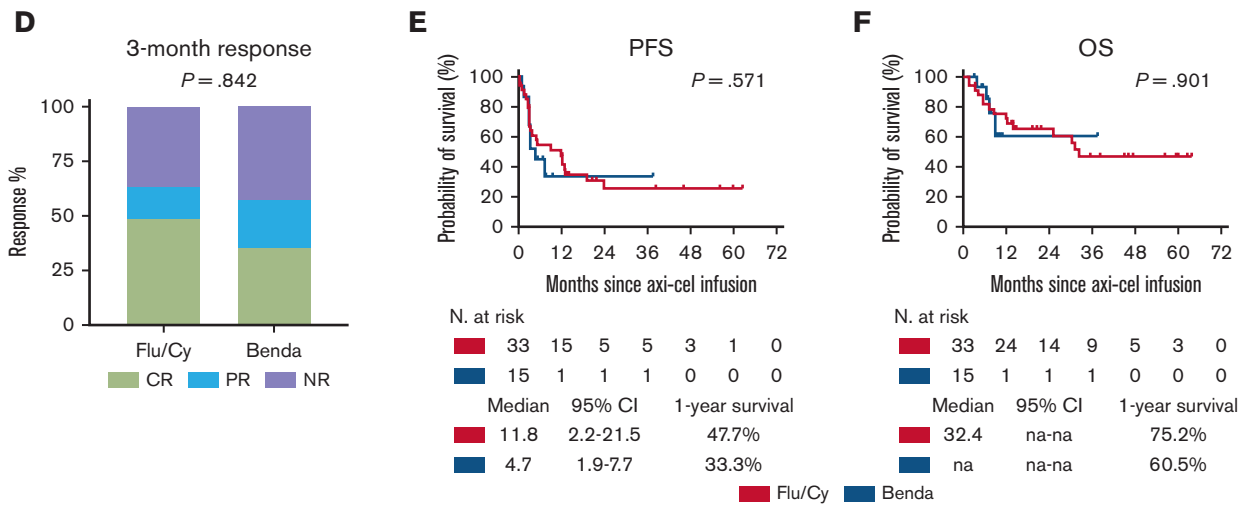 D
3-month response
P = .842
Response %
100
75
50
25
0
Flu/Cy Benda
CR PR NR
E
PFS
P = .571
Probability of survival (%)
100
80
60
40
20
0
0 12 24 36 48 60 72
Months since axi-cel infusion
N. at risk
33 15 5 5 3 1 0
15 1 1 1 0 0 0
Median 95% CI 1-year survival
11.8 2.2-21.5 47.7%
4.7 1.9-7.7 33.3%
F
OS
P = .901
Probability of survival (%)
100
80
60
40
20
0
0 12 24 36 48 60 72
Months since axi-cel infusion
N. at risk
33 24 14 9 5 3 0
15 1 1 1 0 0 0
Median 95% CI 1-year survival
32.4 na-na 75.2%
na na-na 60.5%
Flu/Cy Benda